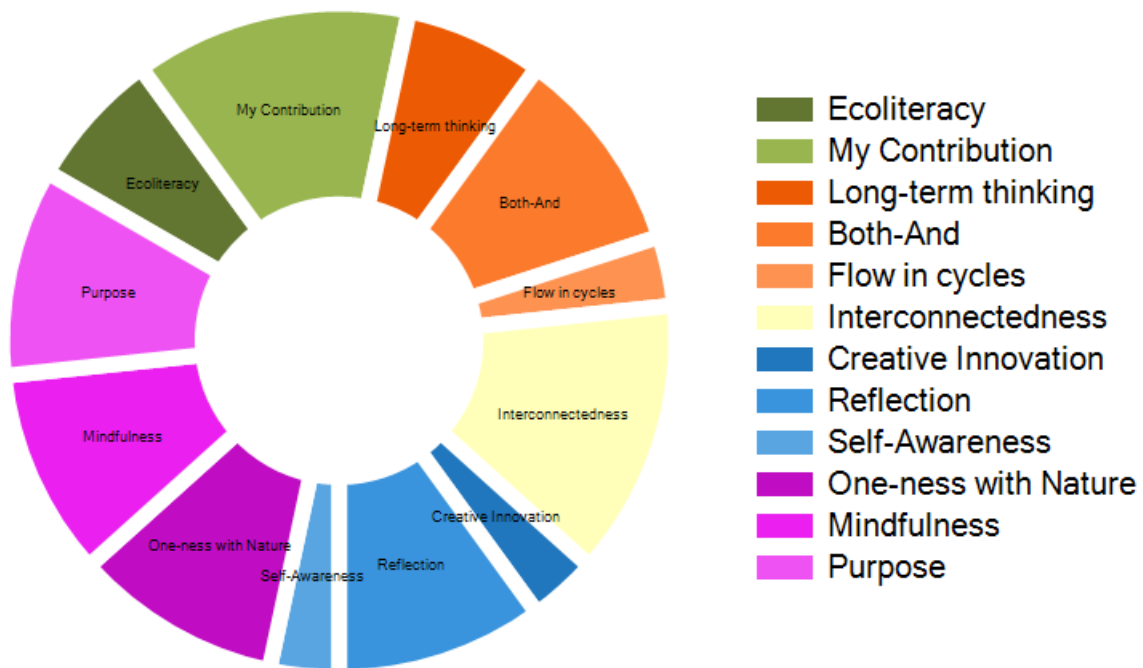 My Contribution
Long-term thinking
Ecoliteracy
Both-And
Purpose
Flow in cycles
Interconnectedness
Mindfulness
Creative Innovation
One-ness with Nature
Reflection
Self-Awareness
Ecoliteracy
My Contribution
Long-term thinking
Both-And
Flow in cycles
Interconnectedness
Creative Innovation
Reflection
Self-Awareness
One-ness with Nature
Mindfulness
Purpose